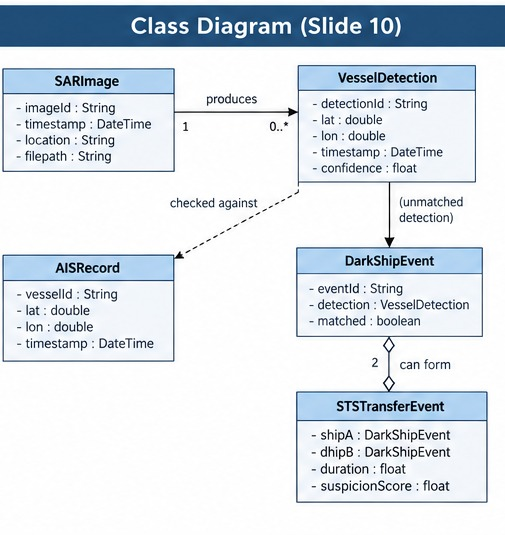 Class Diagram (Slide 10)
SARImage
- imageId : String
- timestamp : DateTime
- location : String
- filepath : String
produces
1
0..*
VesselDetection
- detectionId : String
- lat : double
- lon : double
- timestamp : DateTime
- confidence : float
checked against
(unmatched
detection)
AISRecord
- vesselId : String
- lat : double
- lon : double
- timestamp : DateTime
DarkShipEvent
- eventId : String
- detection : VesselDetection
- matched : boolean
2
can form
STSTransferEvent
- shipA : DarkShipEvent
- dhipB : DarkShipEvent
- duration : float
- suspicionScore : float